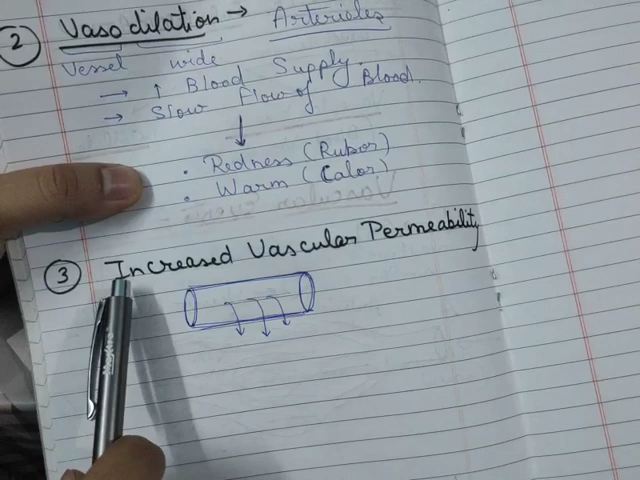 ② Vasodilation → Arterioles
Vessel wide
→ ↑ Blood Supply.
→ Slow Flow of Blood.
↓
• Redness (Rubor)
• Warm (Calor)
③ Increased Vascular Permeability